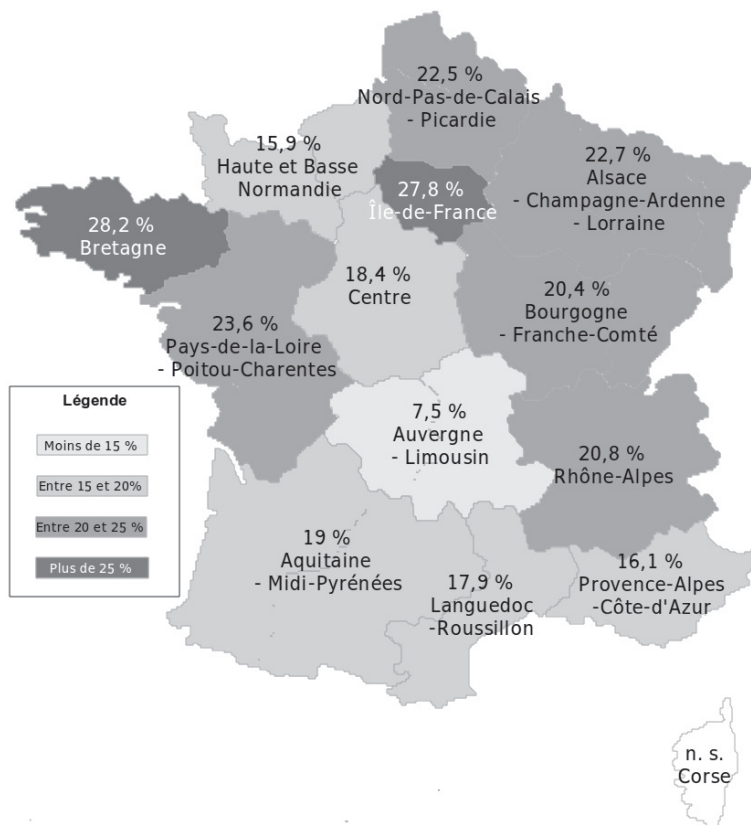 22,5 %
Nord-Pas-de-Calais
- Picardie
15,9 %
Haute et Basse
Normandie
22,7 %
Alsace
- Champagne-Ardenne
- Lorraine
27,8 %
Île-de-France
28,2 %
Bretagne
18,4 %
Centre
20,4 %
Bourgogne
- Franche-Comté
23,6 %
Pays-de-la-Loire
- Poitou-Charentes
Légende
Moins de 15 %
Entre 15 et 20%
Entre 20 et 25 %
Plus de 25 %
7,5 %
Auvergne
- Limousin
20,8 %
Rhône-Alpes
19 %
Aquitaine
- Midi-Pyrénées
17,9 %
Languedoc
-Roussillon
16,1 %
Provence-Alpes
-Côte-d'Azur
n. s.
Corse